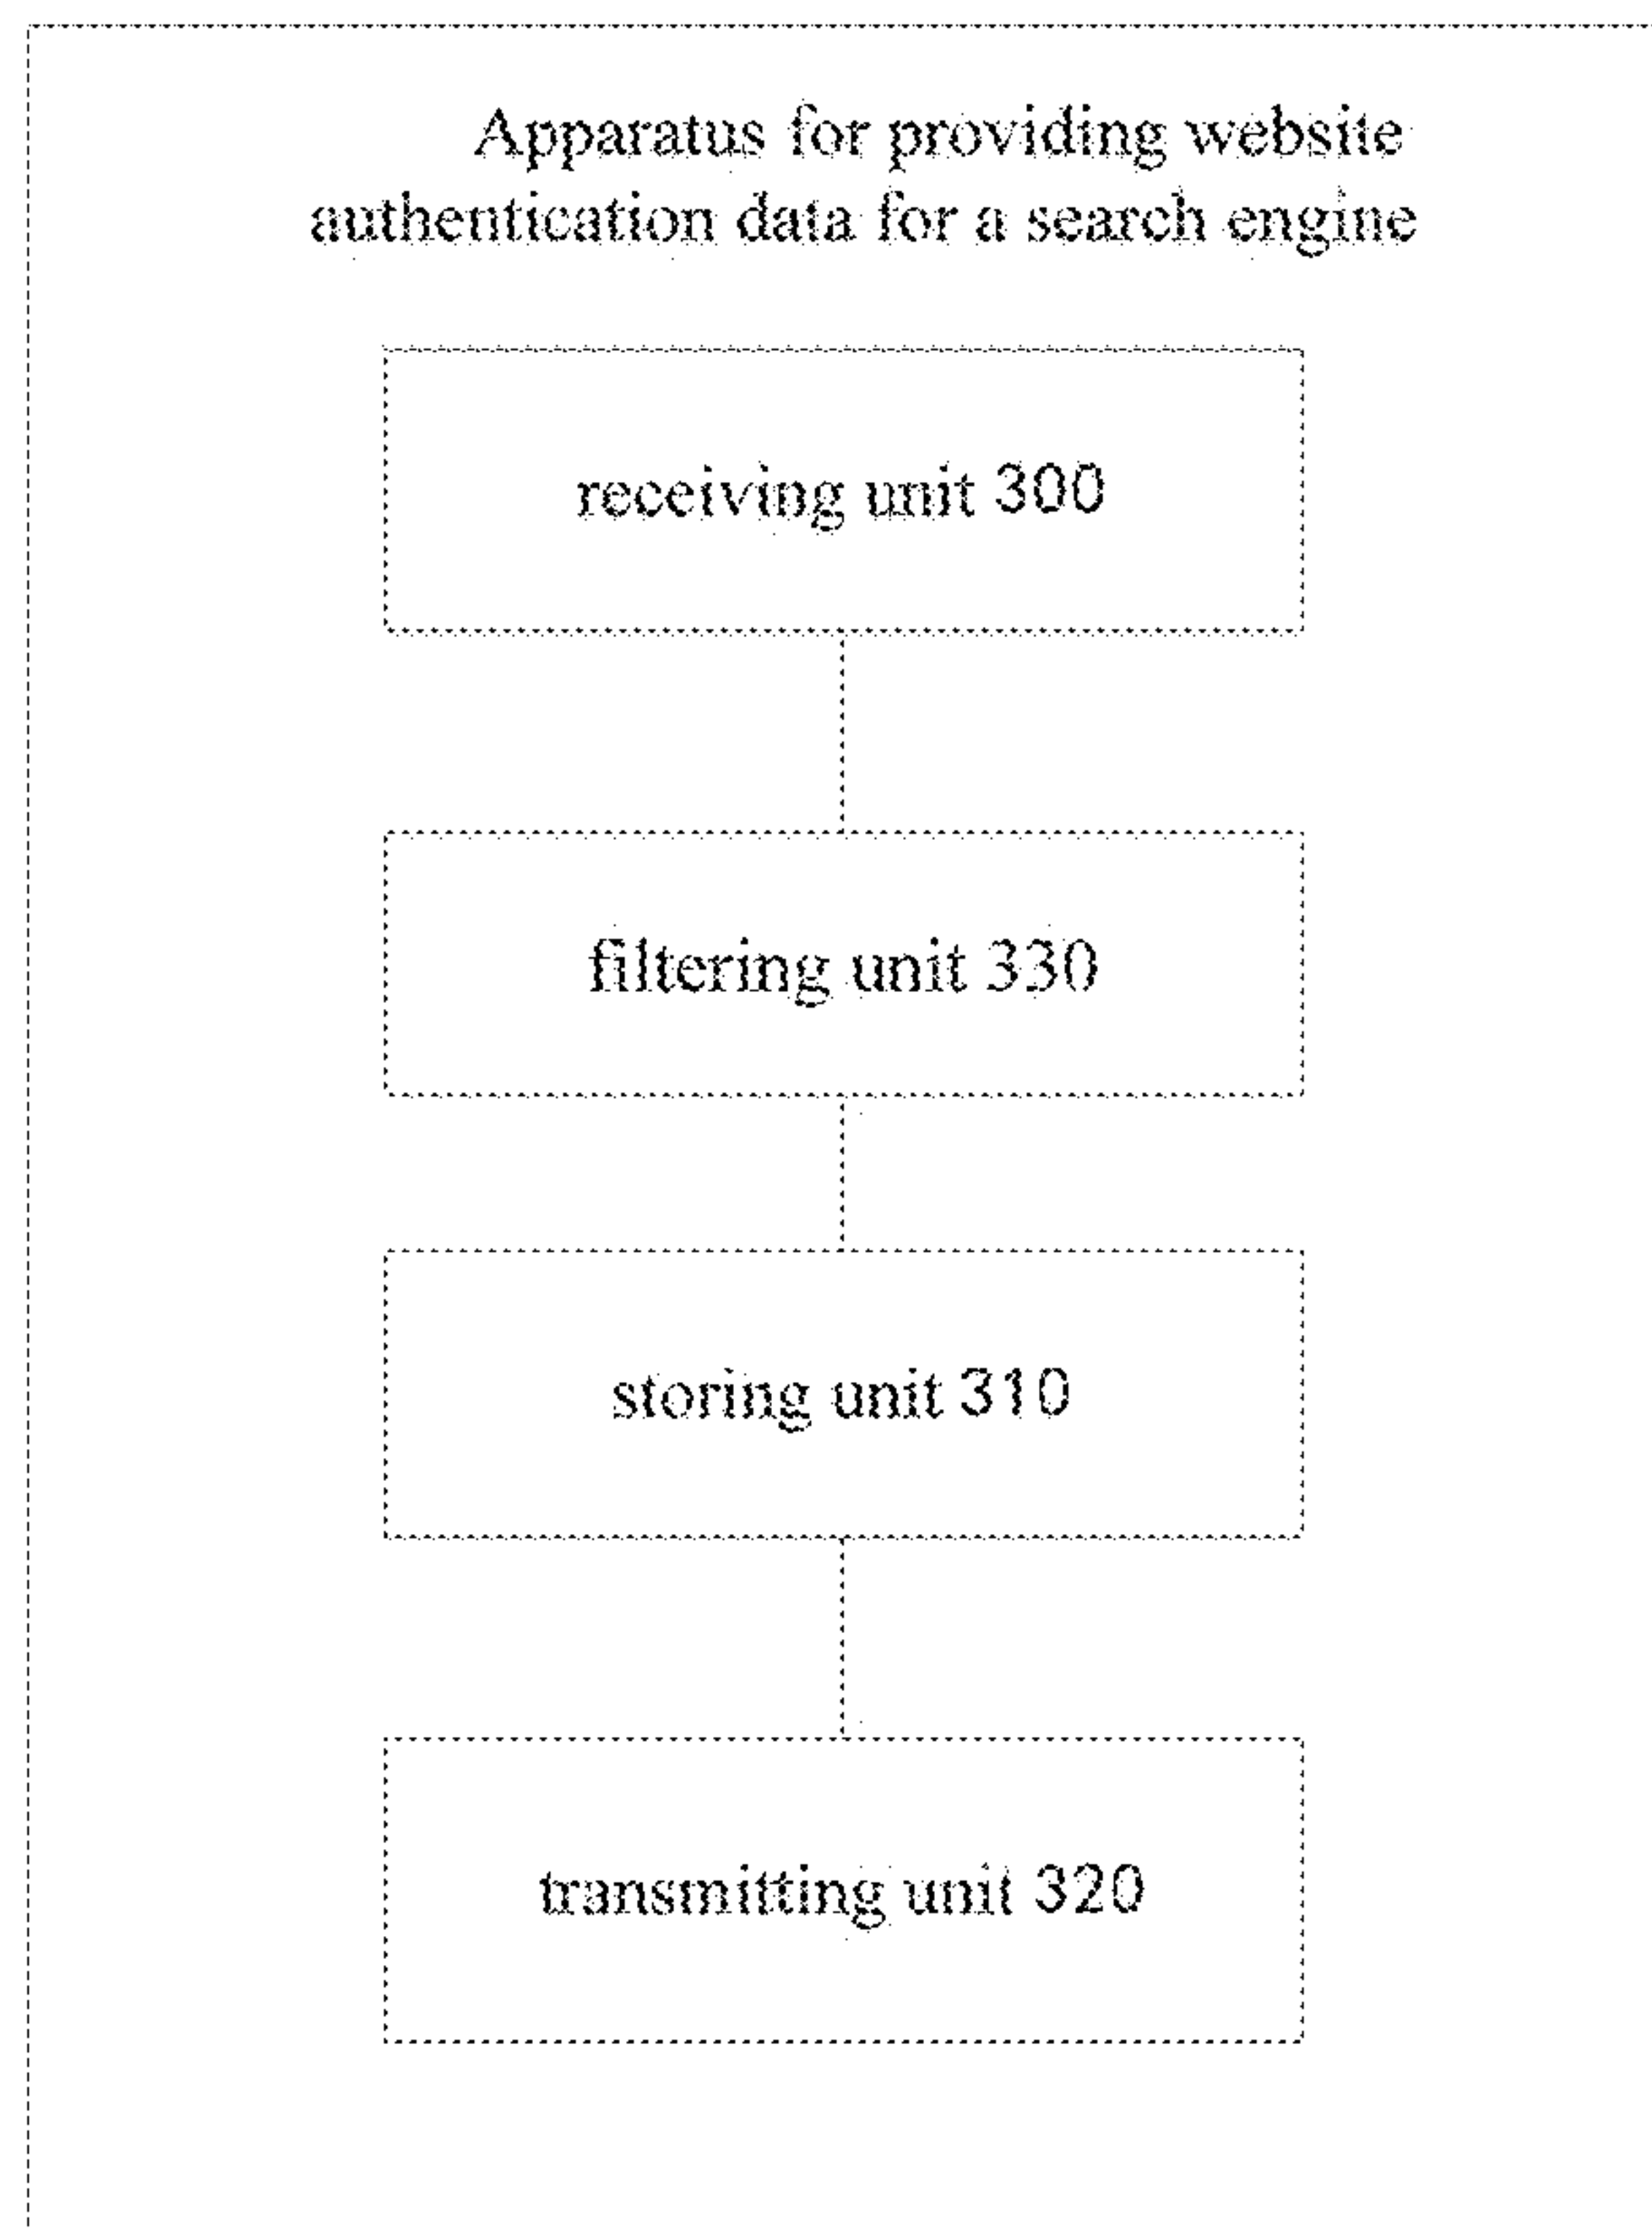 Apparatus for providing website
authentication data for a search engine
receiving unit 300
filtering unit 330
storing unit 310
transmitting unit 320